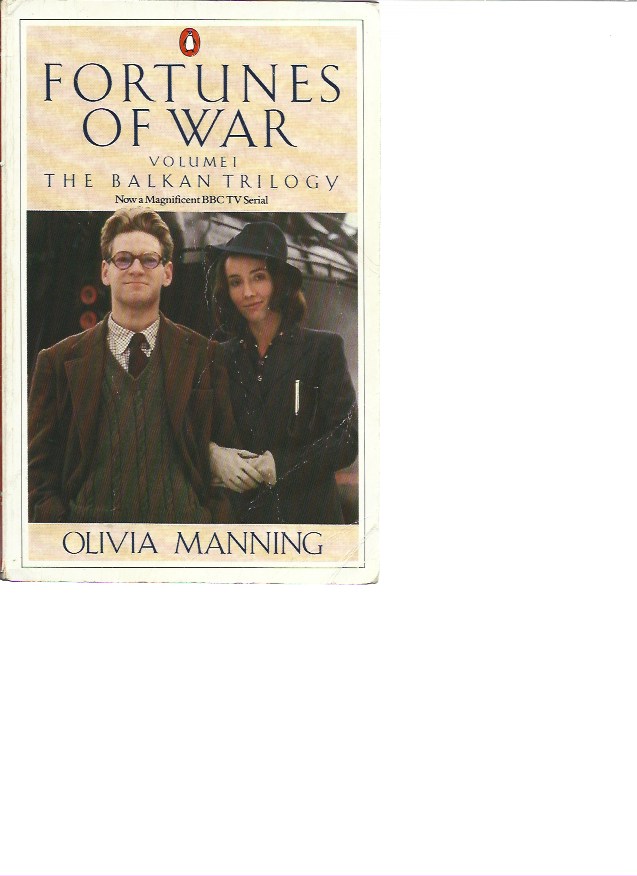 FORTUNES
OF WAR
VOLUME I
THE BALKAN TRILOGY
Now a Magnificent BBC TV Serial
OLIVIA MANNING